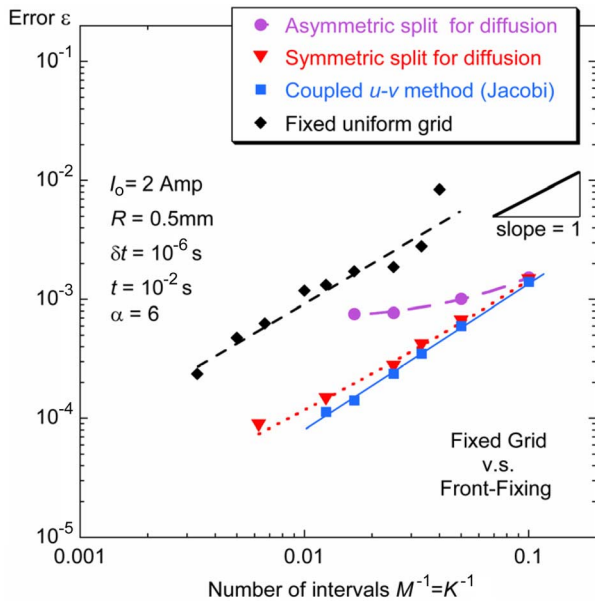 Error ε
Asymmetric split for diffusion
Symmetric split for diffusion
Coupled u-v method (Jacobi)
Fixed uniform grid
10⁻¹
10⁻²
10⁻³
10⁻⁴
10⁻⁵
Iₒ= 2 Amp
R = 0.5mm
δt = 10⁻⁶ s
t = 10⁻² s
α = 6
slope = 1
Fixed Grid
v.s.
Front-Fixing
0.001
0.01
0.1
Number of intervals M⁻¹=K⁻¹